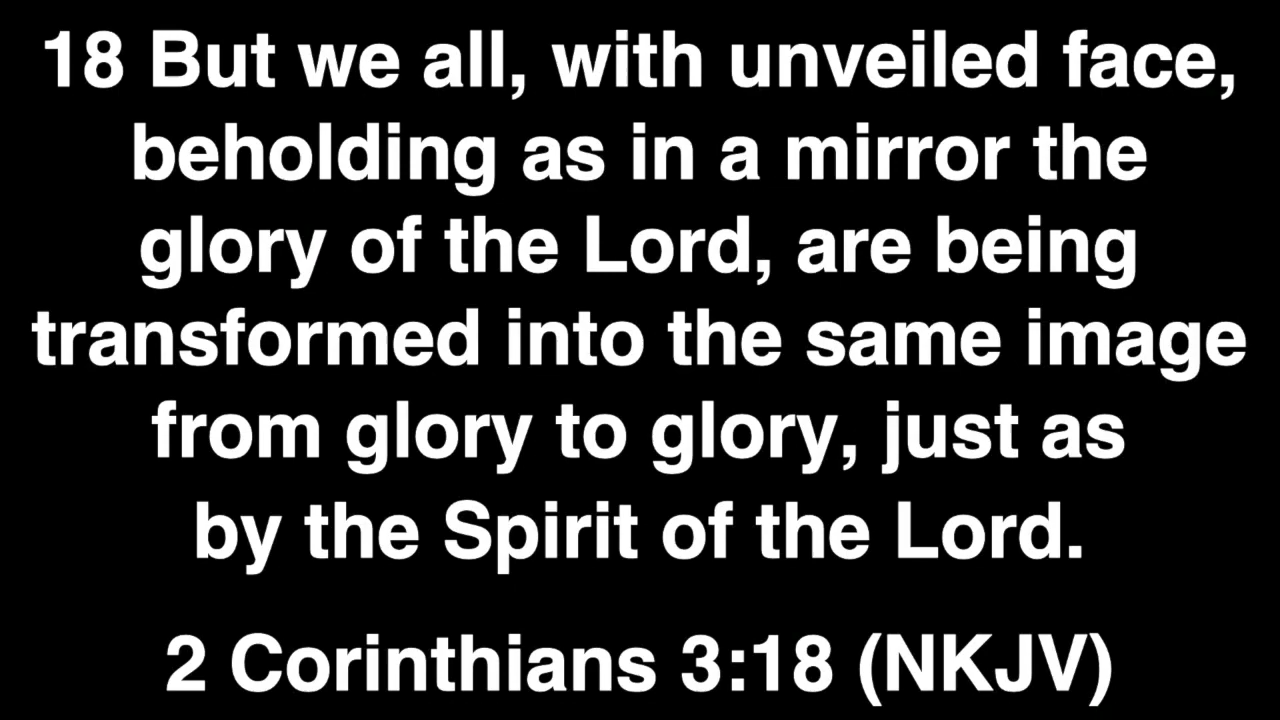 18 But we all, with unveiled face,
beholding as in a mirror the
glory of the Lord, are being
transformed into the same image
from glory to glory, just as
by the Spirit of the Lord.
2 Corinthians 3:18 (NKJV)